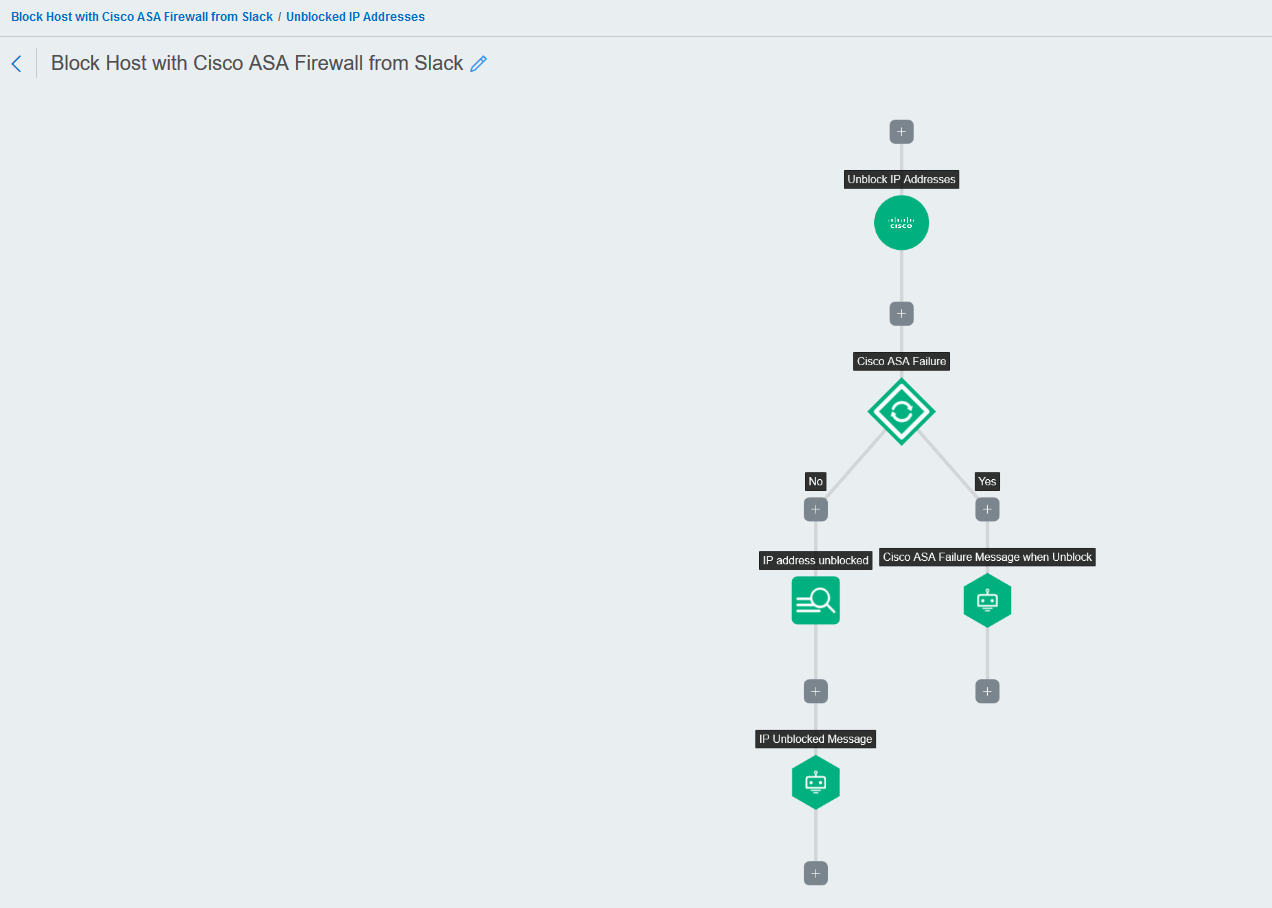 Block Host with Cisco ASA Firewall from Slack / Unblocked IP Addresses
Block Host with Cisco ASA Firewall from Slack
Unblock IP Addresses
cisco
Cisco ASA Failure
No
Yes
IP address unblocked
Cisco ASA Failure Message when Unblock
IP Unblocked Message